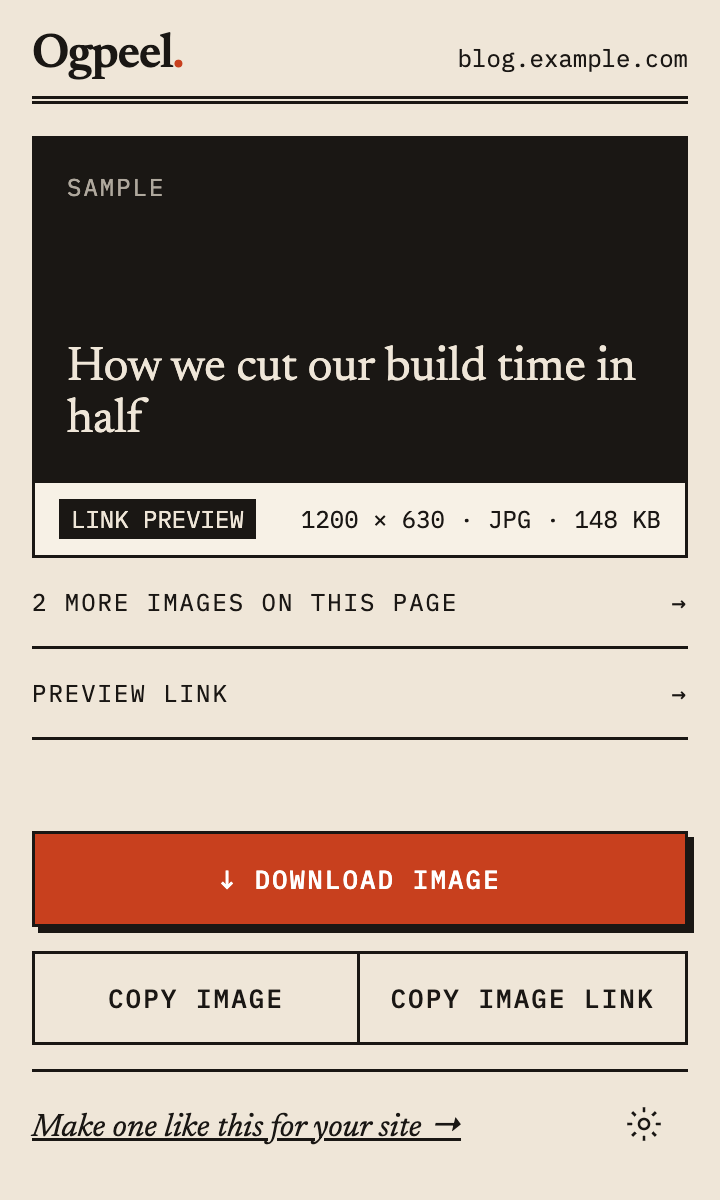 Ogpeel.
blog.example.com
SAMPLE
How we cut our build time in
half
LINK PREVIEW
1200 × 630 · JPG · 148 KB
2 MORE IMAGES ON THIS PAGE →
PREVIEW LINK →
↓ DOWNLOAD IMAGE
COPY IMAGE
COPY IMAGE LINK
Make one like this for your site →